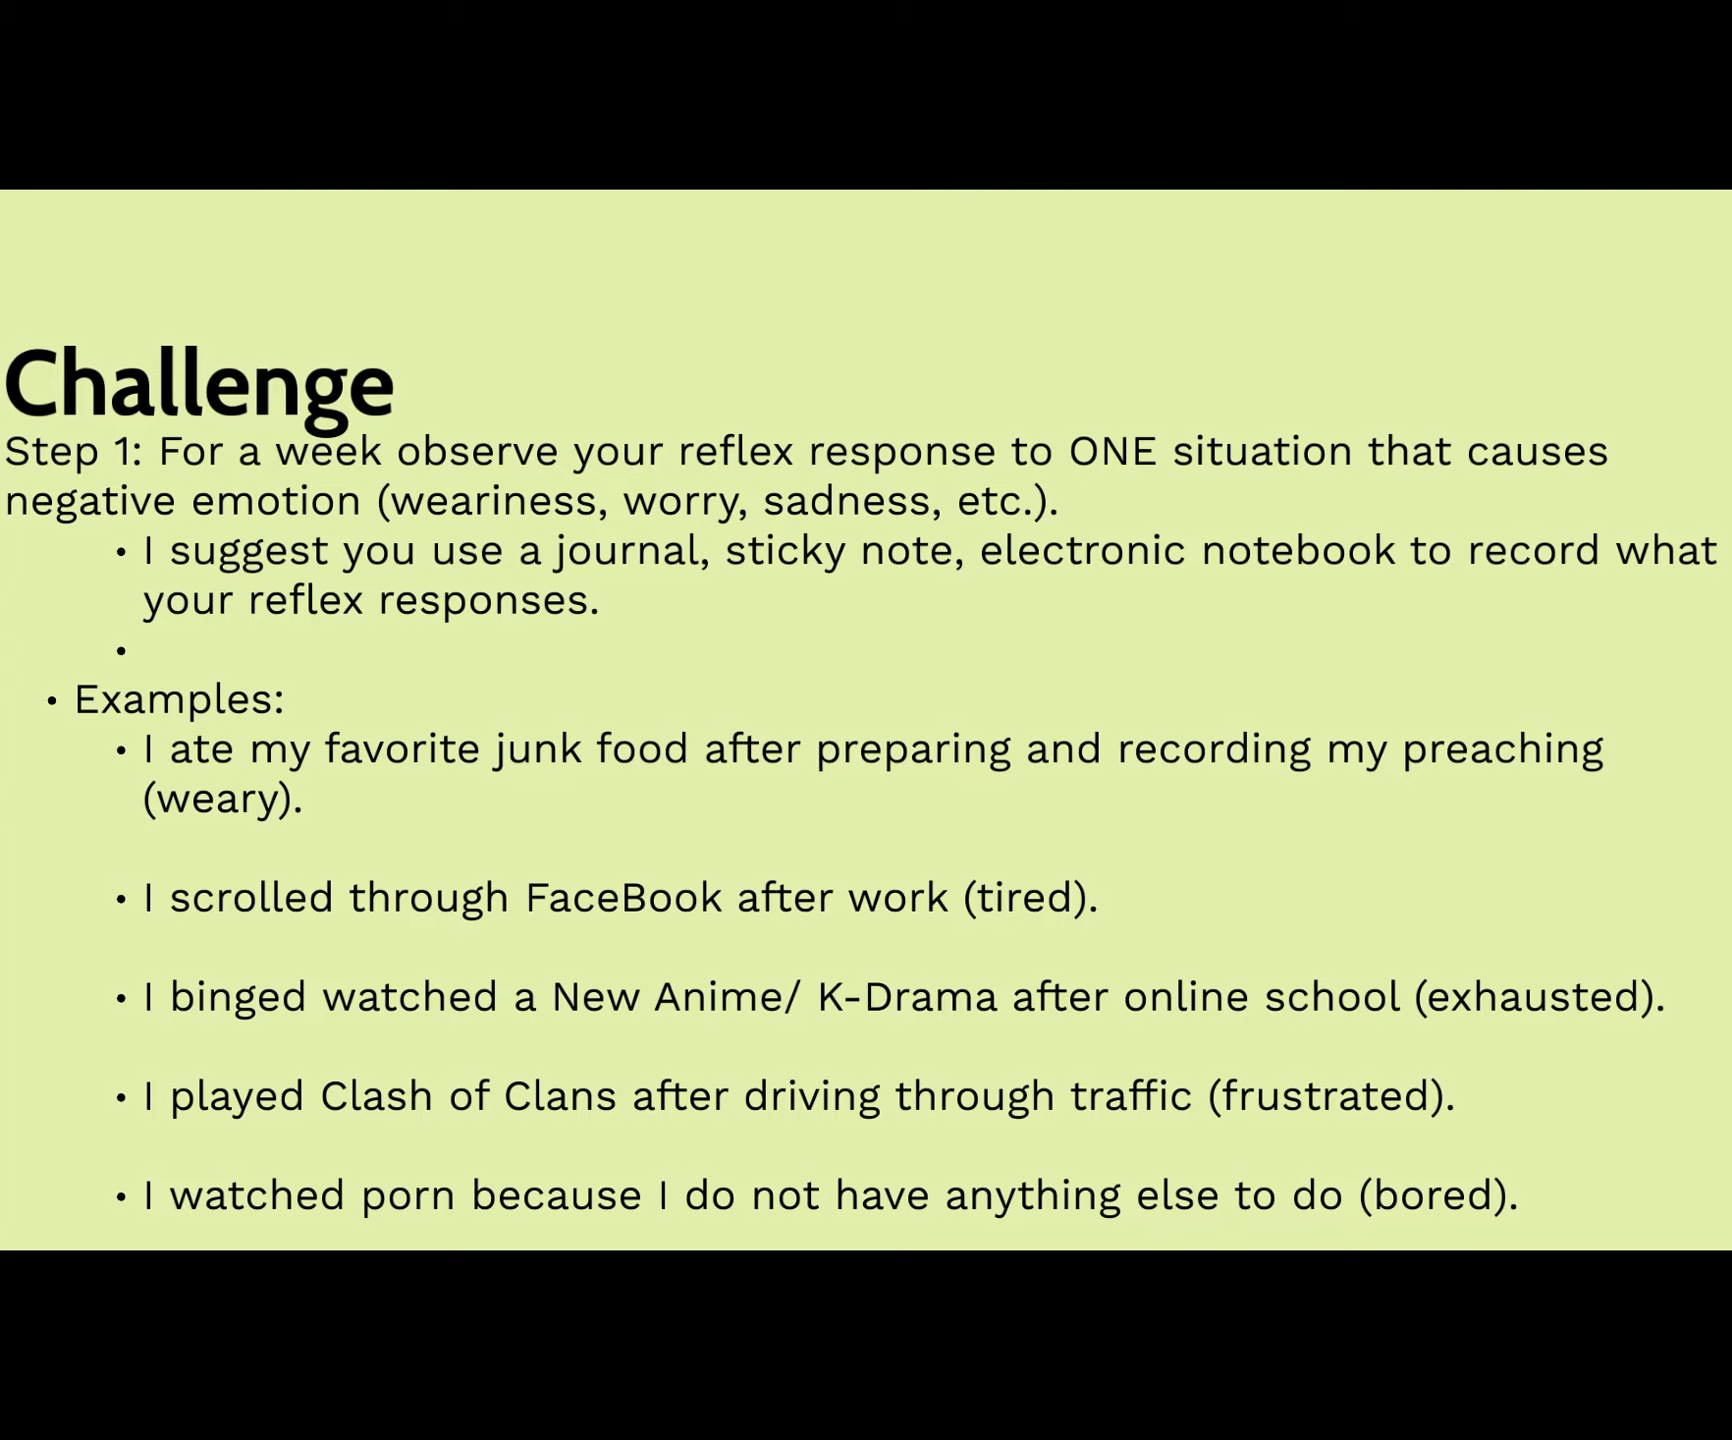 Challenge
Step 1: For a week observe your reflex response to ONE situation that causes
negative emotion (weariness, worry, sadness, etc.).
• I suggest you use a journal, sticky note, electronic notebook to record what
your reflex responses.
•
• Examples:
• I ate my favorite junk food after preparing and recording my preaching
(weary).
• I scrolled through FaceBook after work (tired).
• I binged watched a New Anime/ K-Drama after online school (exhausted).
• I played Clash of Clans after driving through traffic (frustrated).
• I watched porn because I do not have anything else to do (bored).